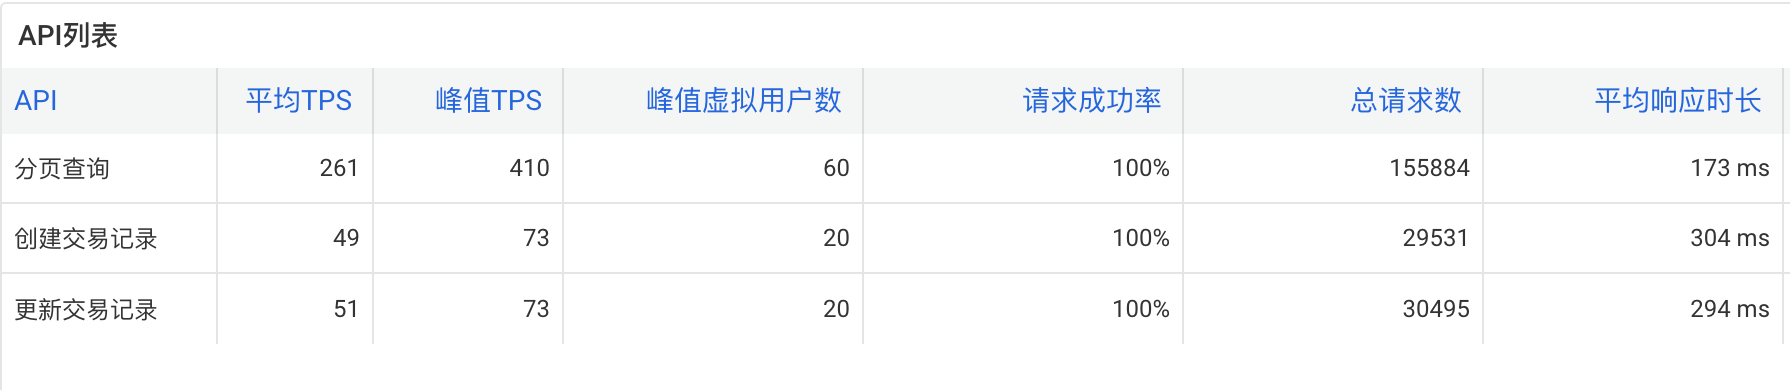 API列表
API 平均TPS 峰值TPS 峰值虚拟用户数 请求成功率 总请求数 平均响应时长
分页查询 261 410 60 100% 155884 173 ms
创建交易记录 49 73 20 100% 29531 304 ms
更新交易记录 51 73 20 100% 30495 294 ms